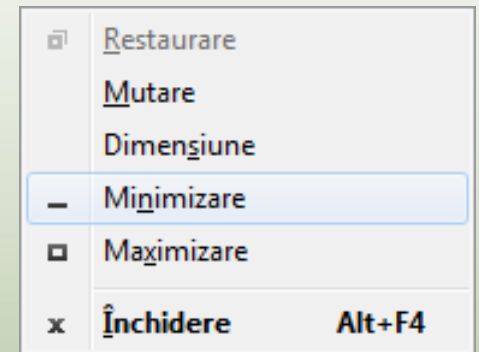 Restaurare
Mutare
Dimensiune
Minimizare
Maximizare
Închidere Alt+F4